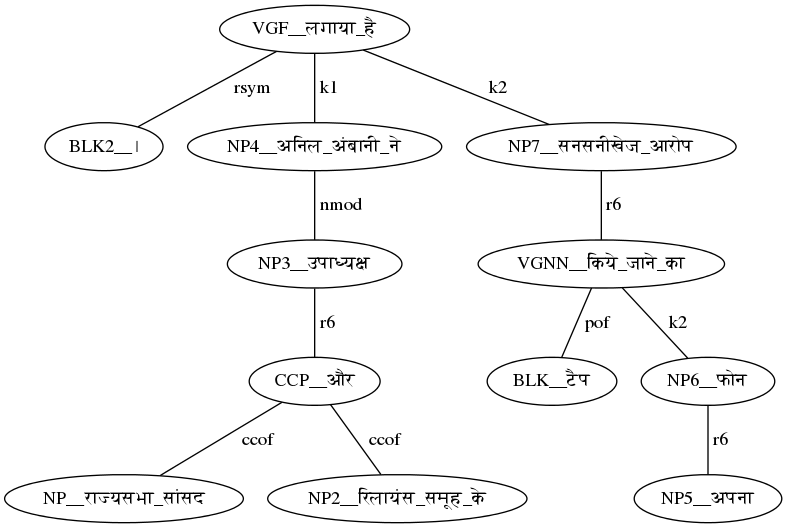 VGF__लगाया_है
rsym k1 k2
BLK2__। NP4__अनिल_अंबानी_ने NP7__सनसनीखेज_आरोप
nmod r6
NP3__उपाध्यक्ष VGNN__किये_जाने_का
r6 pof k2
CCP__और BLK__टैप NP6__फोन
ccof ccof r6
NP__राज्यसभा_सांसद NP2__रिलायंस_समूह_के NP5__अपना